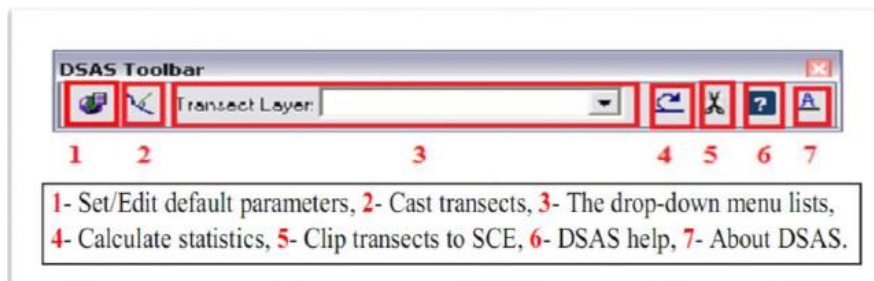 DSAS Toolbar
Transect Layer:
?
A
1 2 3 4 5 6 7
1- Set/Edit default parameters, 2- Cast transects, 3- The drop-down menu lists,
4- Calculate statistics, 5- Clip transects to SCE, 6- DSAS help, 7- About DSAS.